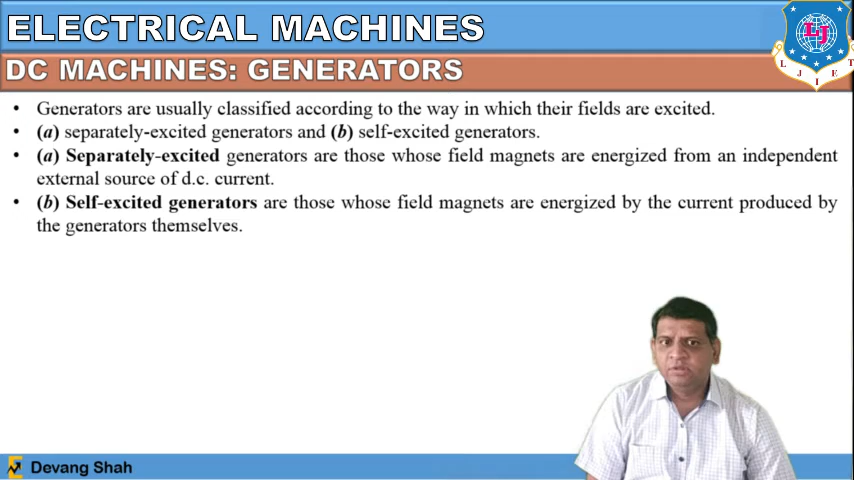 ELECTRICAL MACHINES
DC MACHINES: GENERATORS
LJ
L J I E T
• Generators are usually classified according to the way in which their fields are excited.
• (a) separately-excited generators and (b) self-excited generators.
• (a) Separately-excited generators are those whose field magnets are energized from an independent
external source of d.c. current.
• (b) Self-excited generators are those whose field magnets are energized by the current produced by
the generators themselves.
Devang Shah